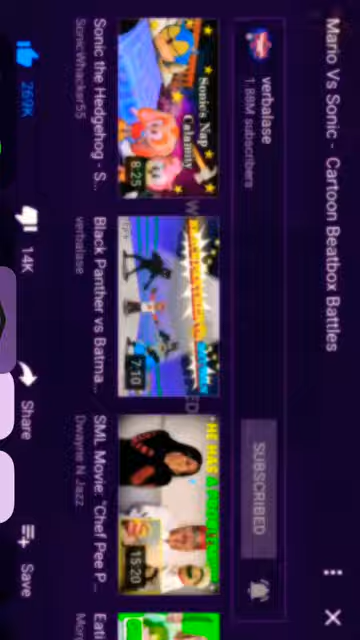 Mario Vs Sonic - Cartoon Beatbox Battles
verbalase
1.88M subscribers
SUBSCRIBED
Sonic's Nap
Calamity
8:25
Sonic the Hedgehog - S...
SonicWhacker55
7:10
Black Panther vs Batma...
verbalase
HE HAS A
15:20
SML Movie: "Chef Pee P...
Dwayne N Jazz
Eati
269K
14K
Share
Save